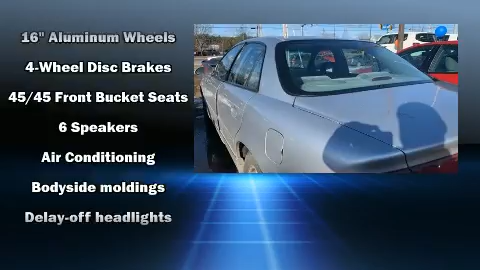 16" Aluminum Wheels
4-Wheel Disc Brakes
45/45 Front Bucket Seats
6 Speakers
Air Conditioning
Bodyside moldings
Delay-off headlights